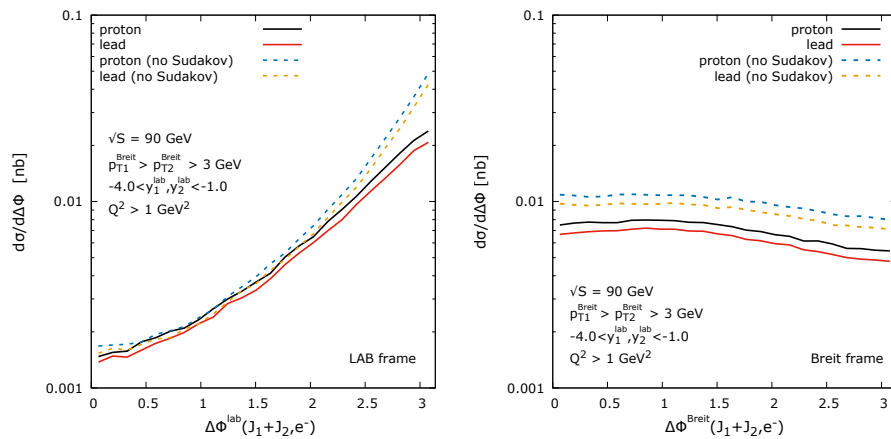 0.1
0.01
0.001
dσ/dΔΦ [nb]
proton
lead
proton (no Sudakov)
lead (no Sudakov)
√S = 90 GeV
p_T1^Breit > p_T2^Breit > 3 GeV
-4.0<y_1^lab,y_2^lab<-1.0
Q^2 > 1 GeV^2
LAB frame
0 0.5 1 1.5 2 2.5 3
ΔΦ^lab(J_1+J_2,e^-)
0.1
0.01
0.001
dσ/dΔΦ [nb]
proton
lead
proton (no Sudakov)
lead (no Sudakov)
√S = 90 GeV
p_T1^Breit > p_T2^Breit > 3 GeV
-4.0<y_1^lab,y_2^lab<-1.0
Q^2 > 1 GeV^2
Breit frame
0 0.5 1 1.5 2 2.5 3
ΔΦ^Breit(J_1+J_2,e^-)